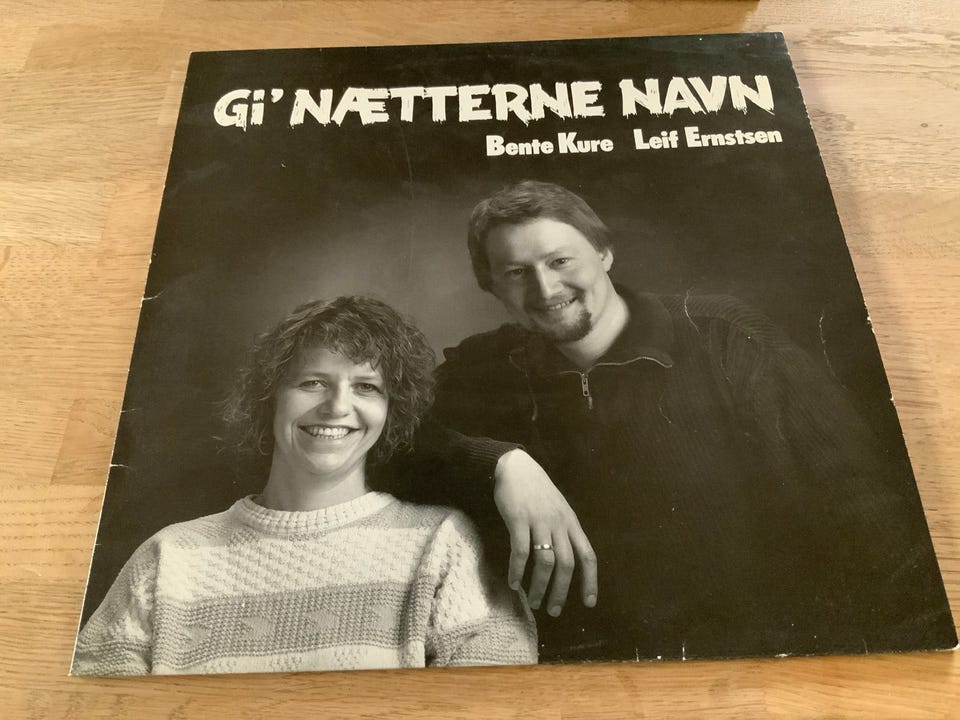 Gi' NÆTTERNE NAVN
Bente Kure Leif Ernstsen